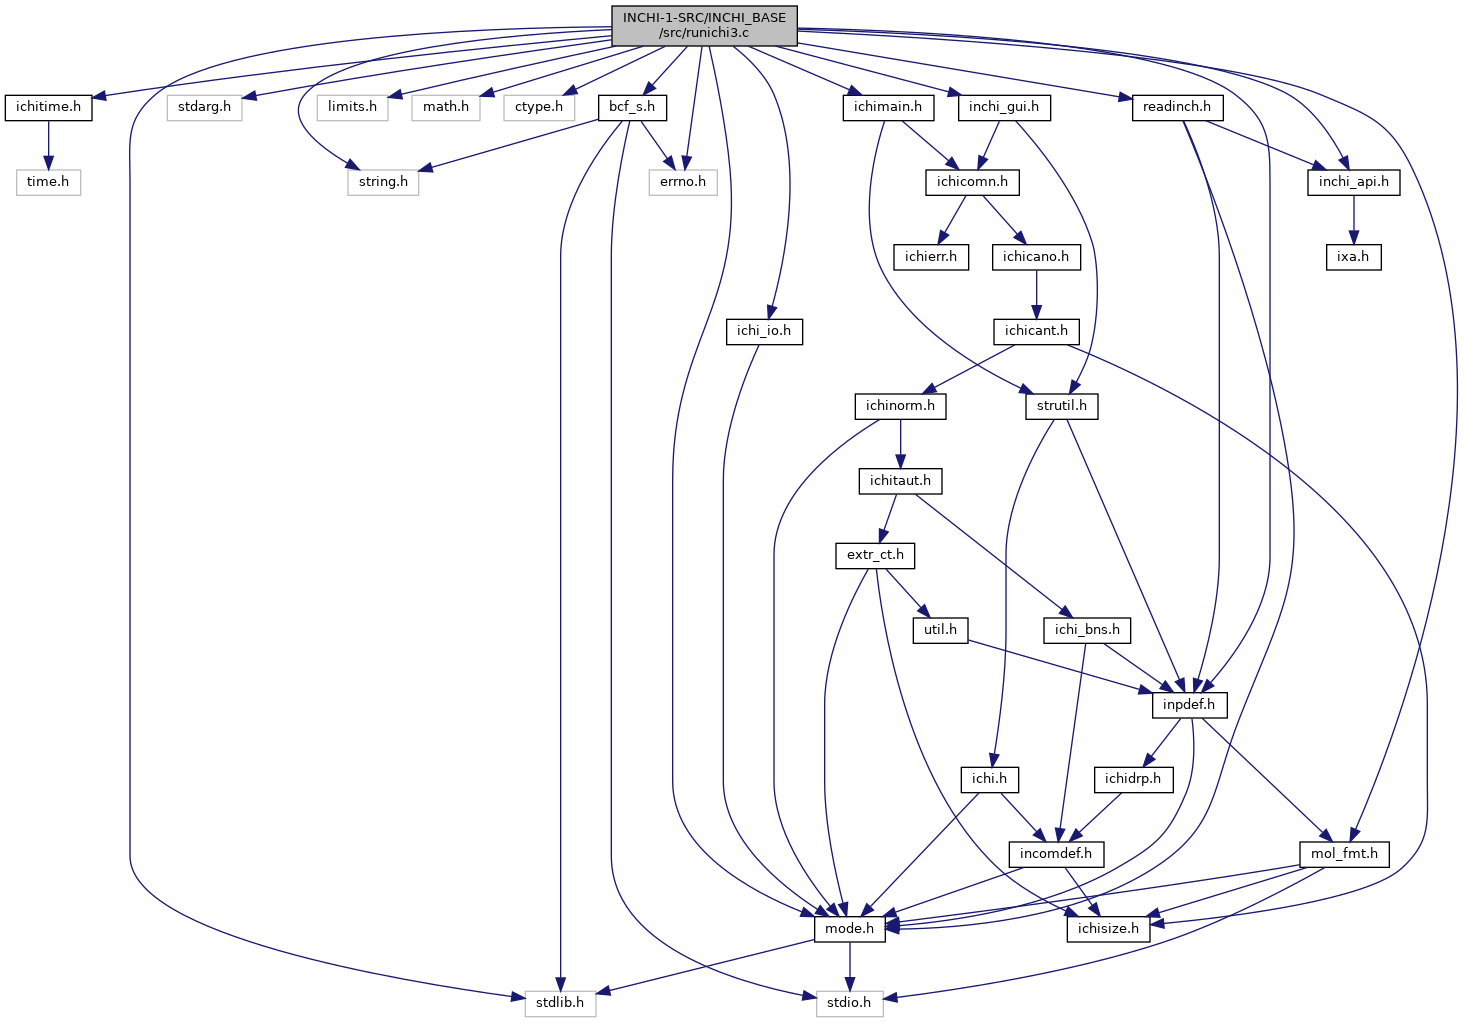 INCHI-1-SRC/INCHI_BASE
/src/runichi3.c
ichitime.h
stdarg.h
limits.h
math.h
ctype.h
bcf_s.h
ichimain.h
inchi_gui.h
readinch.h
time.h
string.h
errno.h
ichicomn.h
inchi_api.h
ichierr.h
ichicano.h
ixa.h
ichi_io.h
ichicant.h
ichinorm.h
strutil.h
ichitaut.h
extr_ct.h
util.h
ichi_bns.h
inpdef.h
ichi.h
ichidrp.h
incomdef.h
mol_fmt.h
mode.h
ichisize.h
stdlib.h
stdio.h